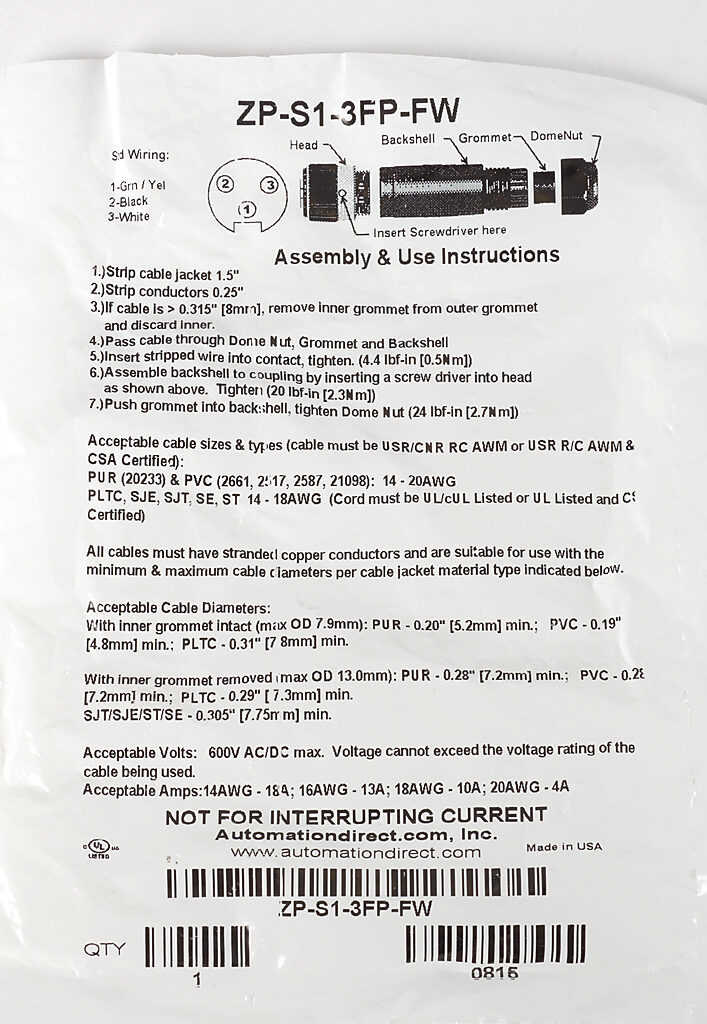 ZP-S1-3FP-FW
Std Wiring:
Head
Backshell
Grommet
DomeNut
1-Grn / Yel
2-Black
3-White
2
3
1
Insert Screwdriver here
Assembly & Use Instructions
1.)Strip cable jacket 1.5"
2.)Strip conductors 0.25"
3.)If cable is > 0.315" [8mm], remove inner grommet from outer grommet
and discard inner.
4.)Pass cable through Dome Nut, Grommet and Backshell
5.)Insert stripped wire into contact, tighten. (4.4 lbf-in [0.5Nm])
6.)Assemble backshell to coupling by inserting a screw driver into head
as shown above. Tighten (20 lbf-in [2.3Nm])
7.)Push grommet into backshell, tighten Dome Nut (24 lbf-in [2.7Nm])
Acceptable cable sizes & types (cable must be USR/CNR RC AWM or USR R/C AWM &
CSA Certified):
PUR (20233) & PVC (2661, 2517, 2587, 21098): 14 - 20AWG
PLTC, SJE, SJT, SE, ST 14 - 18AWG (Cord must be UL/cUL Listed or UL Listed and CS
Certified)
All cables must have stranded copper conductors and are suitable for use with the
minimum & maximum cable diameters per cable jacket material type indicated below.
Acceptable Cable Diameters:
With inner grommet intact (max OD 7.9mm): PUR - 0.20" [5.2mm] min.; PVC - 0.19"
[4.8mm] min.; PLTC - 0.31" [7.8mm] min.
With inner grommet removed (max OD 13.0mm): PUR - 0.28" [7.2mm] min.; PVC - 0.28
[7.2mm] min.; PLTC - 0.29" [7.3mm] min.
SJT/SJE/ST/SE - 0.305" [7.75mm] min.
Acceptable Volts: 600V AC/DC max. Voltage cannot exceed the voltage rating of the
cable being used.
Acceptable Amps:14AWG - 18A; 16AWG - 13A; 18AWG - 10A; 20AWG - 4A
NOT FOR INTERRUPTING CURRENT
Automationdirect.com, Inc.
c UL us
LISTED
www.automationdirect.com
Made in USA
ZP-S1-3FP-FW
QTY
1
0815